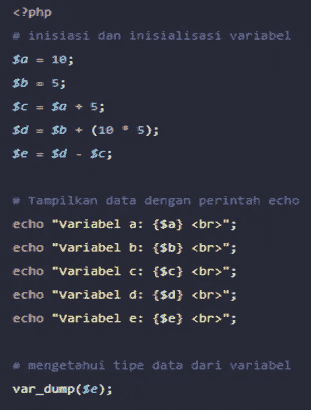 <?php
# inisiasi dan inisialisasi variabel
$a = 10;
$b = 5;
$c = $a + 5;
$d = $b + (10 * 5);
$e = $d - $c;
# Tampilkan data dengan perintah echo
echo "Variabel a: {$a} <br>";
echo "Variabel b: {$b} <br>";
echo "Variabel c: {$c} <br>";
echo "Variabel d: {$d} <br>";
echo "Variabel e: {$e} <br>";
# mengetahui tipe data dari variabel
var_dump($e);